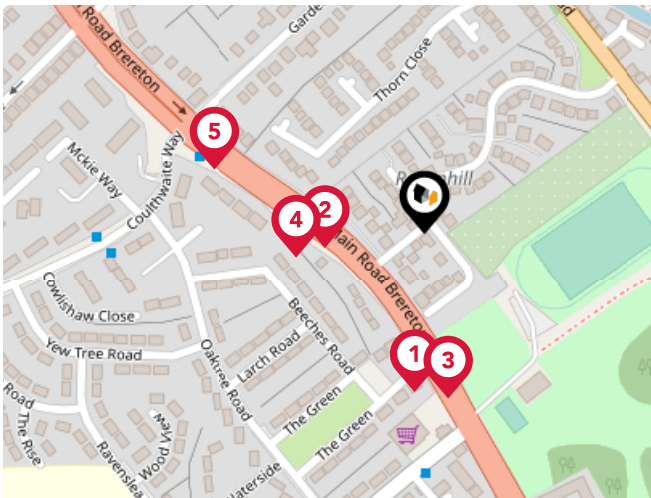 Road Brereton
Garde
Thorn Close
Mckie Way
Coulthwaite Way
5
hill
2
4
Main Road Brereton
Cowlishaw Close
Yew Tree Road
Beeches Road
Larch Road
Oaktree Road
1
3
The Green
The Green
Road
The Rise
Ravenslea
Wood View
Waterside